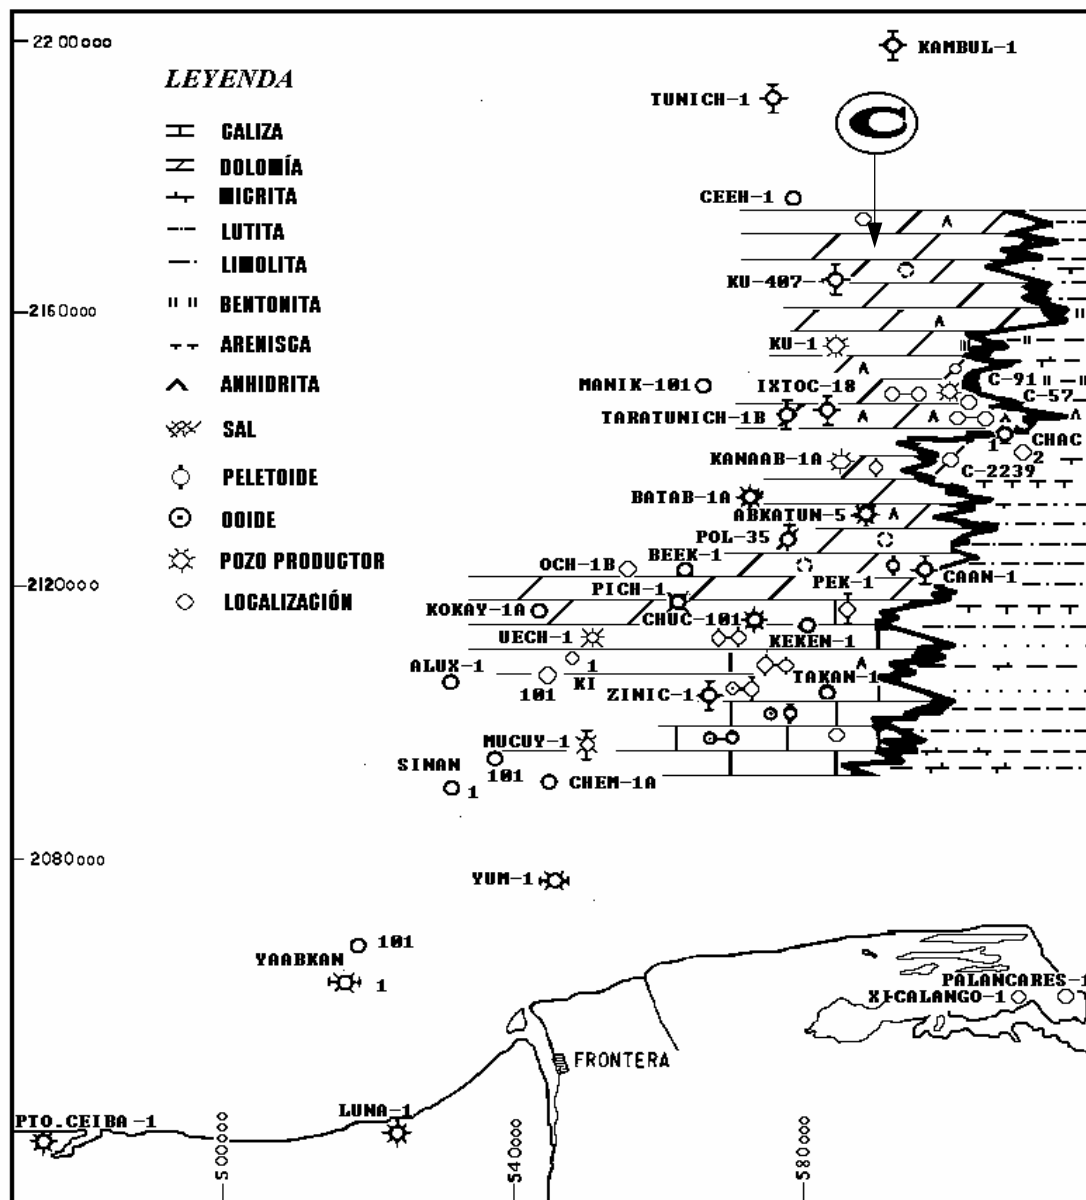 2200000
KAMBUL-1
LEYENDA
TUNICH-1
C
CALIZA
DOLOMÍA
MICRITA
CEEH-1
LUTITA
LIMOLITA
KU-407
BENTONITA
2160000
ARENISCA
KU-1
ANHIDRITA
MANIK-101
IXTOC-18
C-91
C-57
TARATUNICH-1B
SAL
1
CHAC
2
KANAAB-1A
C-2239
PELETOIDE
BATAB-1A
OOIDE
ABKATUN-5
POL-35
POZO PRODUCTOR
BEEK-1
OCH-1B
2120000
PICH-1
PEK-1
CAAN-1
LOCALIZACIÓN
KOKAY-1A
CHUC-101
UECH-1
KEKEN-1
ALUX-1
1
KI
101
TAKAN-1
ZINIC-1
MUCUY-1
SINAN
101
1
CHEM-1A
2080000
YUM-1
101
YAABKAN
1
PALANCARES-1
XICALANGO-1
FRONTERA
LUNA-1
PTO.CEIBA-1
500000
540000
580000